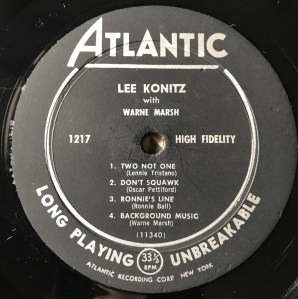 ATLANTIC
LEE KONITZ
with
WARNE MARSH
1217 HIGH FIDELITY
1. TWO NOT ONE
(Lennie Tristano)
2. DON'T SQUAWK
(Oscar Pettiford)
3. RONNIE'S LINE
(Ronnie Ball)
4. BACKGROUND MUSIC
(Warne Marsh)
(11340)
LONG PLAYING 33⅓ RPM UNBREAKABLE
ATLANTIC RECORDING CORP. NEW YORK